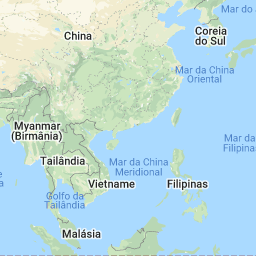 Mar do
China
Coreia
do Sul
Mar da China
Oriental
Myanmar
(Birmânia)
Mar
Filipinas
Tailândia
Mar da China
Meridional
Golfo da
Tailândia
Vietname
Filipinas
Malásia